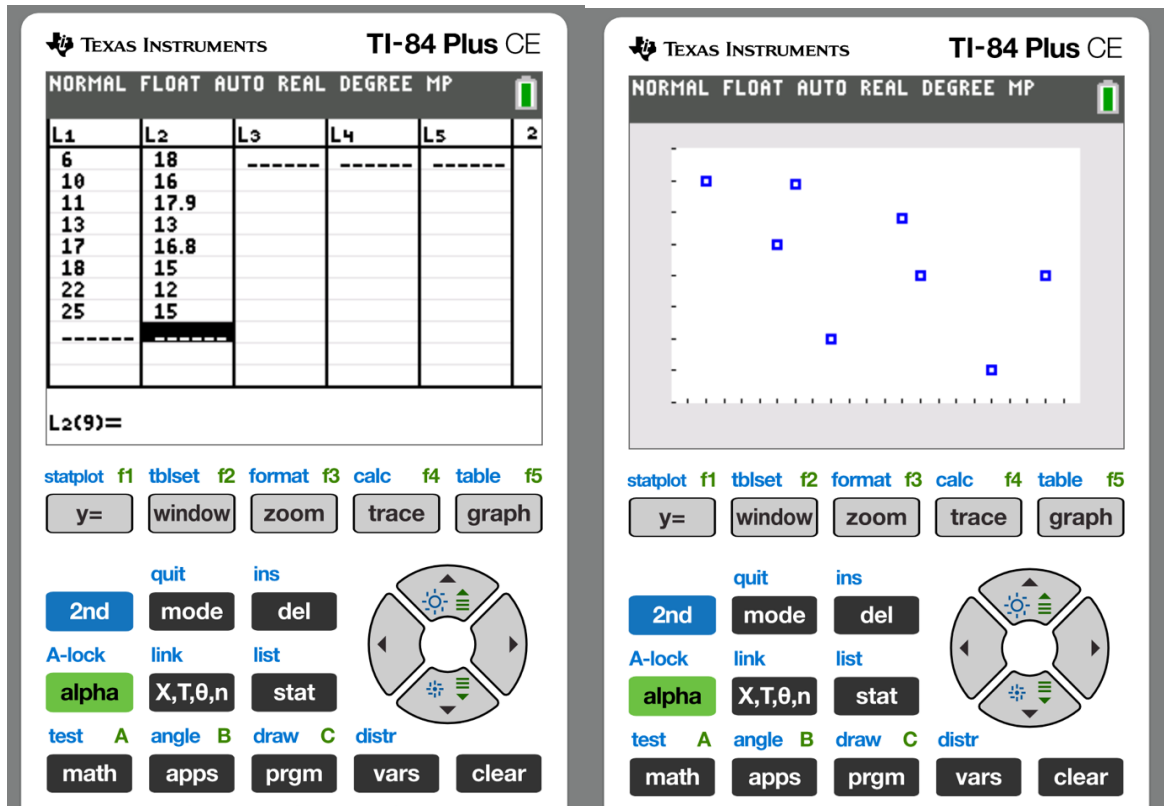 TEXAS INSTRUMENTS TI-84 Plus CE
NORMAL FLOAT AUTO REAL DEGREE MP
L1 L2 L3 L4 L5 2
6 18 ------ ------ ------
10 16
11 17.9
13 13
17 16.8
18 15
22 12
25 15
------ ------
L2(9)=
statplot f1 tblset f2 format f3 calc f4 table f5
y= window zoom trace graph
quit ins
2nd mode del
A-lock link list
alpha X,T,θ,n stat
test A angle B draw C distr
math apps prgm vars clear
TEXAS INSTRUMENTS TI-84 Plus CE
NORMAL FLOAT AUTO REAL DEGREE MP
statplot f1 tblset f2 format f3 calc f4 table f5
y= window zoom trace graph
quit ins
2nd mode del
A-lock link list
alpha X,T,θ,n stat
test A angle B draw C distr
math apps prgm vars clear